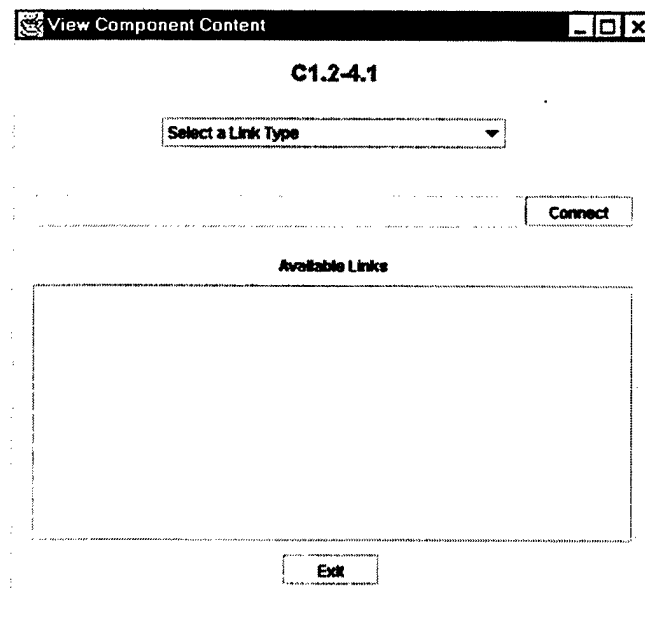 View Component Content
C1.2-4.1
Select a Link Type
Connect
Available Links
Exit